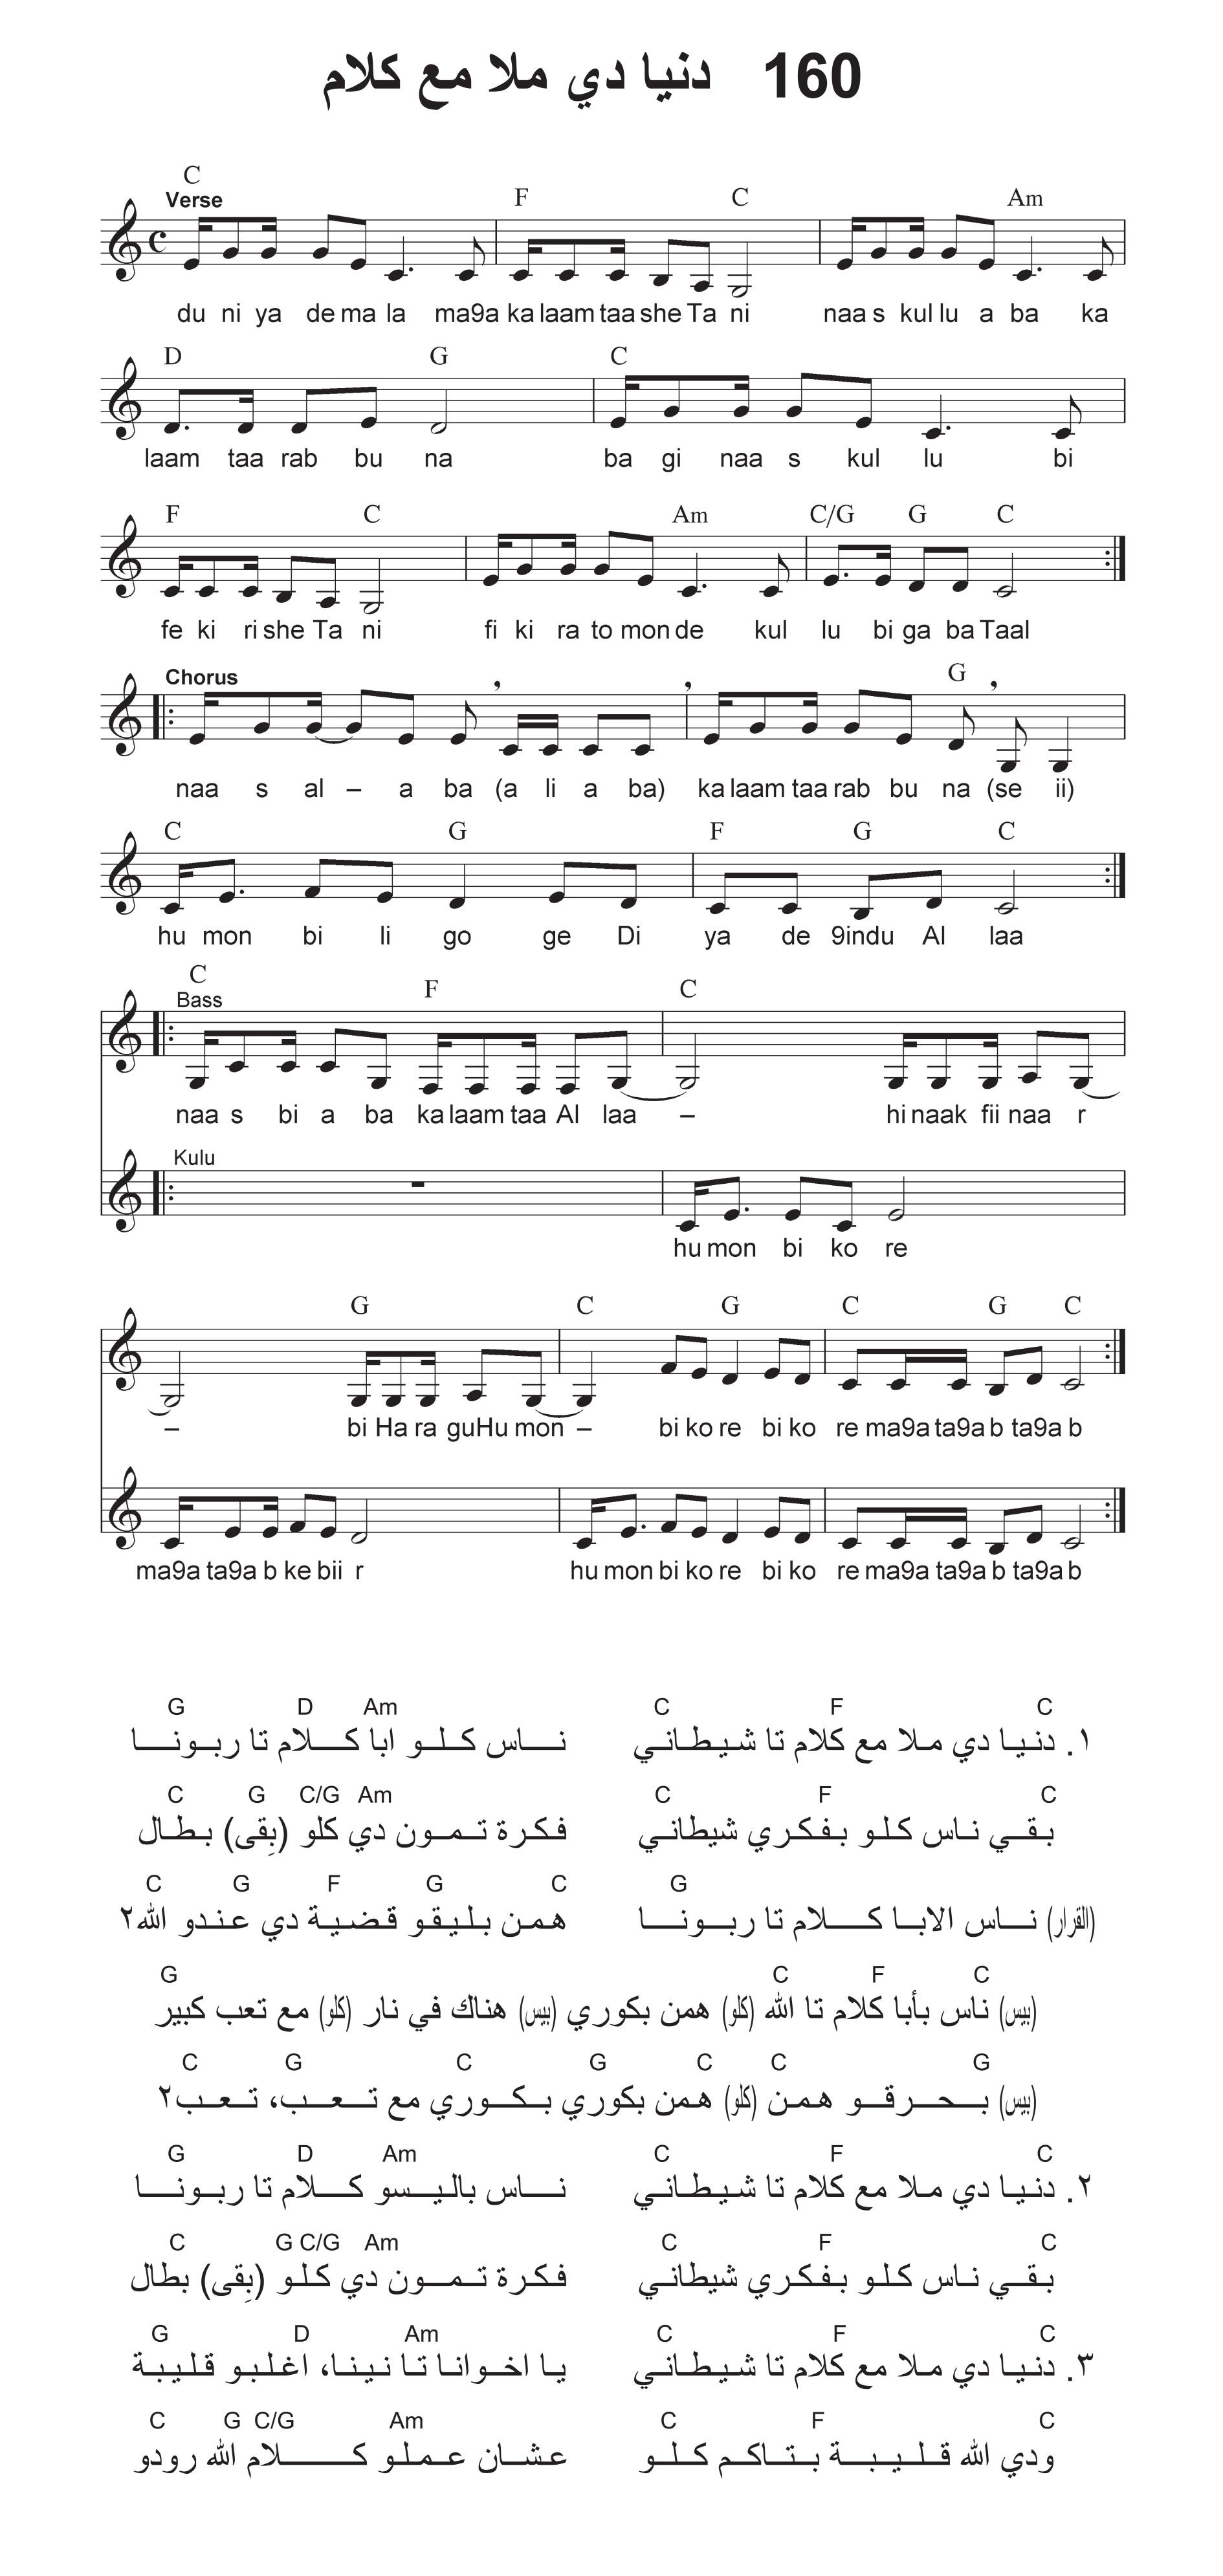 160 دنيا دي ملا مع كلام
C
Verse
F C Am
du ni ya de ma la ma9a ka laam taa she Ta ni naa s kul lu a ba ka
D G C
laam taa rab bu na ba gi naa s kul lu bi
F C Am C/G G C
fe ki ri she Ta ni fi ki ra to mon de kul lu bi ga ba Taal
Chorus G
naa s al – a ba (a li a ba) ka laam taa rab bu na (se ii)
C G F G C
hu mon bi li go ge Di ya de 9indu Al laa
C F C
Bass
naa s bi a ba ka laam taa Al laa – hi naak fii naa r
Kulu
hu mon bi ko re
G C G C G C
– bi Ha ra guHu mon – bi ko re bi ko re ma9a ta9a b ta9a b
ma9a ta9a b ke bii r hu mon bi ko re bi ko re ma9a ta9a b ta9a b
G D Am C F C
١. دنيا دي ملا مع كلام تا شيطاني ناس كلو ابا كلام تا ربونا
C G C/G Am C F C
بقي ناس كلو بفكري شيطاني فكرة تمون دي كلو (بِقى) بطال
C G F G C G
(القرار) ناس الابا كلام تا ربونا همن بليقو قضية دي عندو الله٢
G C F C
(بيس) ناس بأبا كلام تا الله (كلو) همن بكوري (بيس) هناك في نار (كلو) مع تعب كبير
C G C G C C G
(بيس) بحرقو همن (كلو) همن بكوري بكوري مع تعب، تعب٢
G D Am C F C
٢. دنيا دي ملا مع كلام تا شيطاني ناس باليسو كلام تا ربونا
C G C/G Am C F C
بقي ناس كلو بفكري شيطاني فكرة تمون دي كلو (بِقى) بطال
G D Am C F C
٣. دنيا دي ملا مع كلام تا شيطاني يا اخوانا تا نينا، اغلبو قليبة
C G C/G Am C F C
ودي الله قليبة بتاكم كلو عشان عملو كلام الله رودو